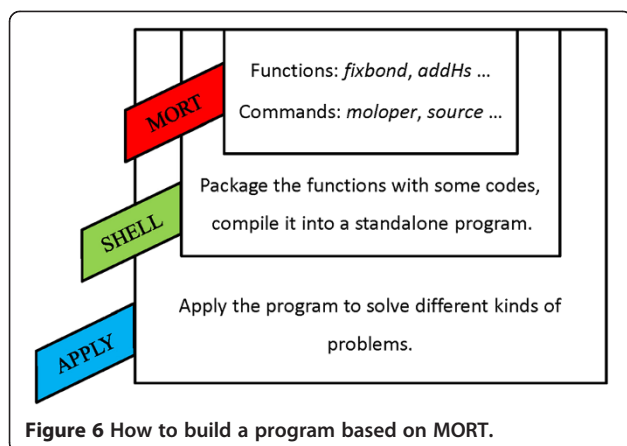 MORT
Functions: fixbond, addHs ...
Commands: moloper, source ...
SHELL
Package the functions with some codes,
compile it into a standalone program.
APPLY
Apply the program to solve different kinds of
problems.
Figure 6 How to build a program based on MORT.